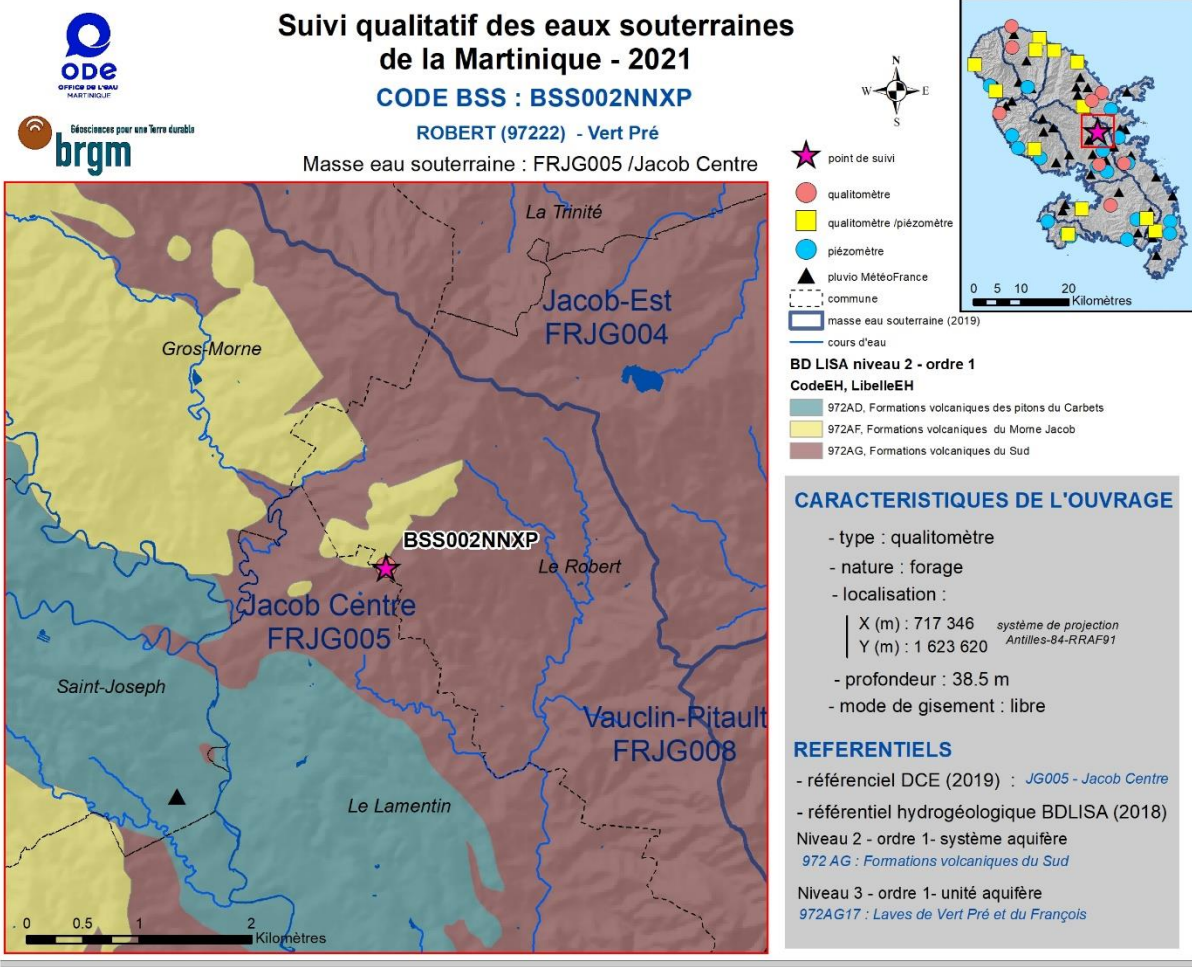 ODE
OFFICE DE L'EAU
MARTINIQUE
Géosciences pour une Terre durable
brgm
Suivi qualitatif des eaux souterraines
de la Martinique - 2021
CODE BSS : BSS002NNXP
ROBERT (97222) - Vert Pré
Masse eau souterraine : FRJG005 /Jacob Centre
N
W E
S
point de suivi
qualitomètre
qualitomètre /piézomètre
piézomètre
pluvio MétéoFrance
commune
masse eau souterraine (2019)
cours d'eau
0 5 10 20
Kilomètres
BD LISA niveau 2 - ordre 1
CodeEH, LibelleEH
972AD, Formations volcaniques des pitons du Carbets
972AF, Formations volcaniques du Morne Jacob
972AG, Formations volcaniques du Sud
La Trinité
Jacob-Est
FRJG004
Gros-Morne
BSS002NNXP
Le Robert
Jacob Centre
FRJG005
Saint-Joseph
Vauclin-Pitault
FRJG008
Le Lamentin
0 0.5 1 2
Kilomètres
CARACTERISTIQUES DE L'OUVRAGE
- type : qualitomètre
- nature : forage
- localisation :
X (m) : 717 346
Y (m) : 1 623 620
système de projection
Antilles-84-RRAF91
- profondeur : 38.5 m
- mode de gisement : libre
REFERENTIELS
- référenciel DCE (2019) : JG005 - Jacob Centre
- référentiel hydrogéologique BDLISA (2018)
Niveau 2 - ordre 1- système aquifère
972 AG : Formations volcaniques du Sud
Niveau 3 - ordre 1- unité aquifère
972AG17 : Laves de Vert Pré et du François